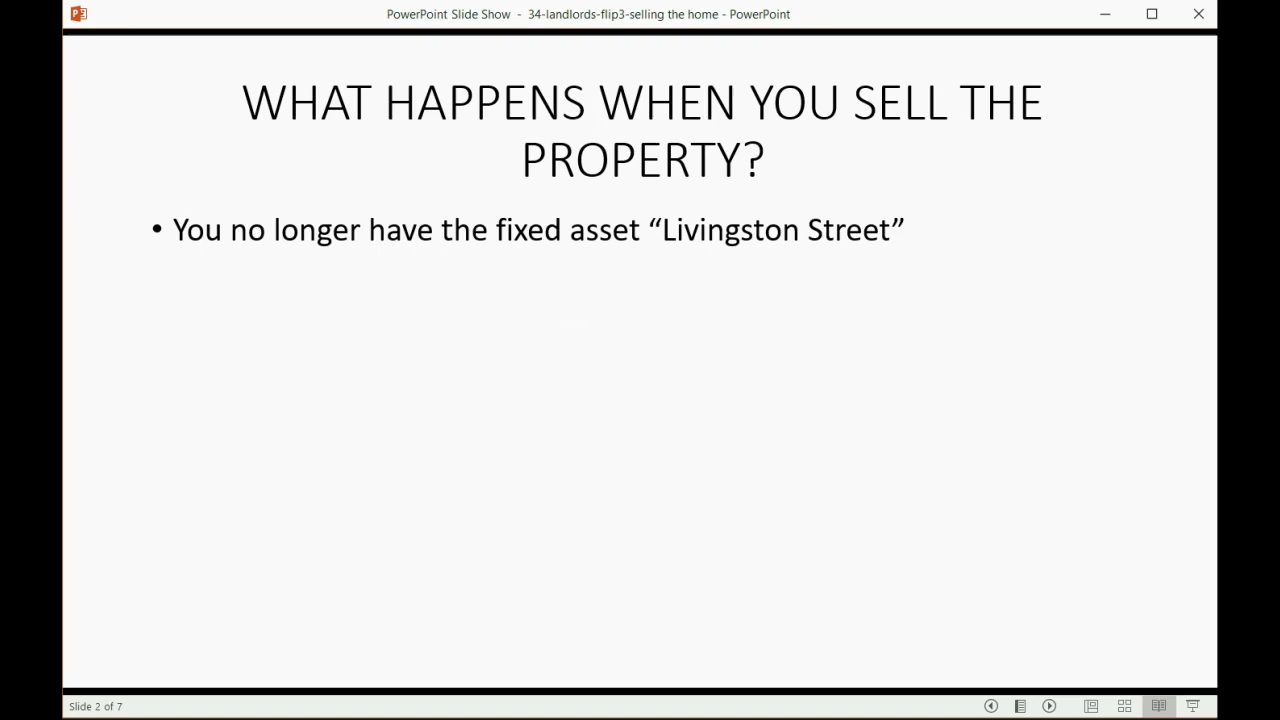 PowerPoint Slide Show - 34-landlords-flip3-selling the home - PowerPoint
WHAT HAPPENS WHEN YOU SELL THE
PROPERTY?
• You no longer have the fixed asset “Livingston Street”
Slide 2 of 7